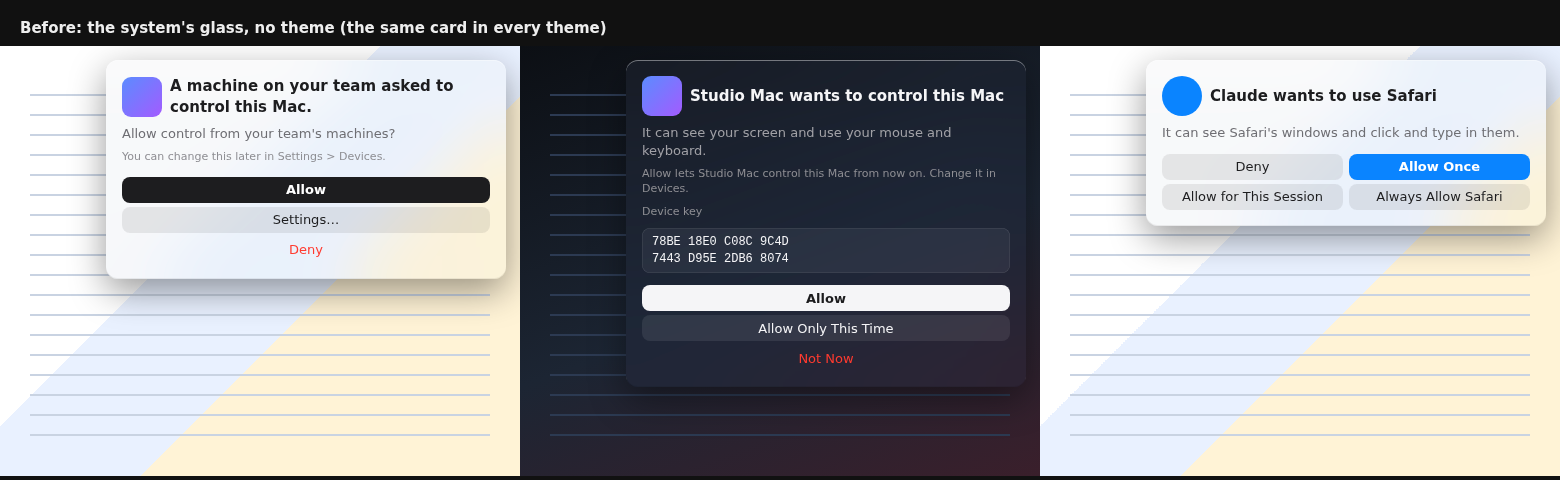 Before: the system's glass, no theme (the same card in every theme)
A machine on your team asked to
control this Mac.
Allow control from your team's machines?
You can change this later in Settings > Devices.
Allow
Settings...
Deny
Studio Mac wants to control this Mac
It can see your screen and use your mouse and
keyboard.
Allow lets Studio Mac control this Mac from now on. Change it in
Devices.
Device key
78BE 18E0 C08C 9C4D
7443 D95E 2DB6 8074
Allow
Allow Only This Time
Not Now
Claude wants to use Safari
It can see Safari's windows and click and type in them.
Deny
Allow Once
Allow for This Session
Always Allow Safari